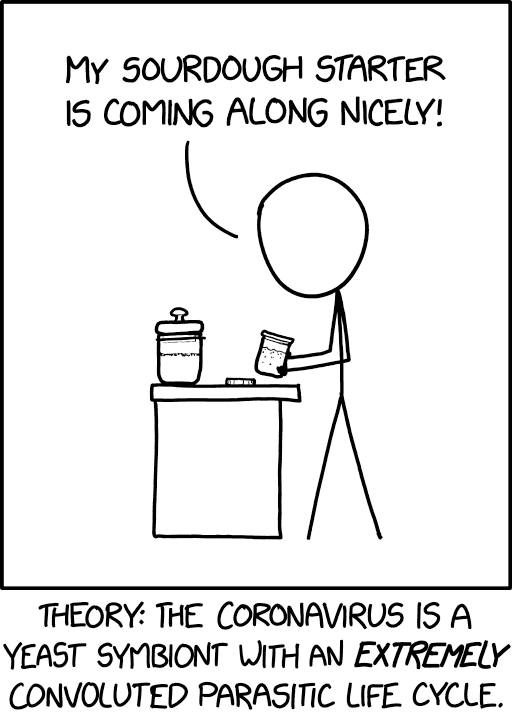 MY SOURDOUGH STARTER
IS COMING ALONG NICELY!
THEORY: THE CORONAVIRUS IS A
YEAST SYMBIONT WITH AN EXTREMELY
CONVOLUTED PARASITIC LIFE CYCLE.